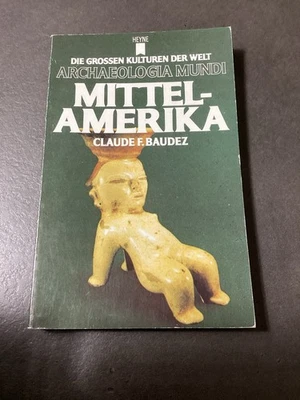 HEYNE
DIE GROSSEN KULTUREN DER WELT
ARCHAEOLOGIA MUNDI
MITTEL-
AMERIKA
CLAUDE F. BAUDEZ